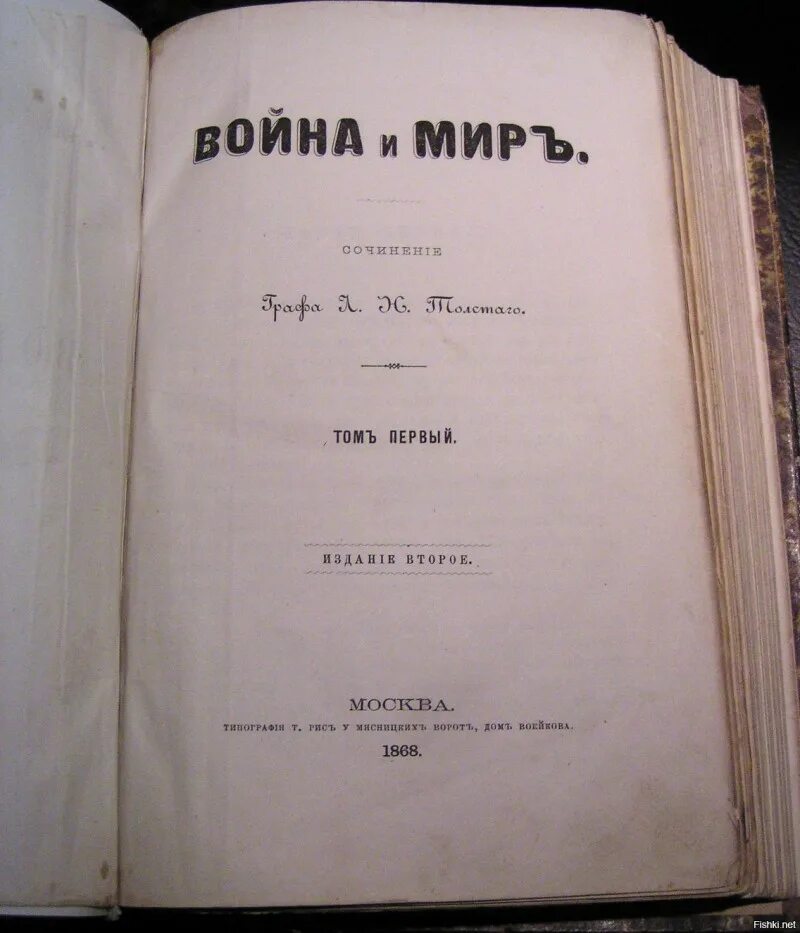 ВОЙНА и МИРЪ.
СОЧИНЕНІЕ
Графа Л. Н. Толстаго.
ТОМЪ ПЕРВЫЙ.
ИЗДАНІЕ ВТОРОЕ.
МОСКВА.
ТИПОГРАФІЯ Т. РИСЪ У МЯСНИЦКИХЪ ВОРОТЪ, ДОМЪ ВОЕЙКОВА.
1868.
Fishki.net